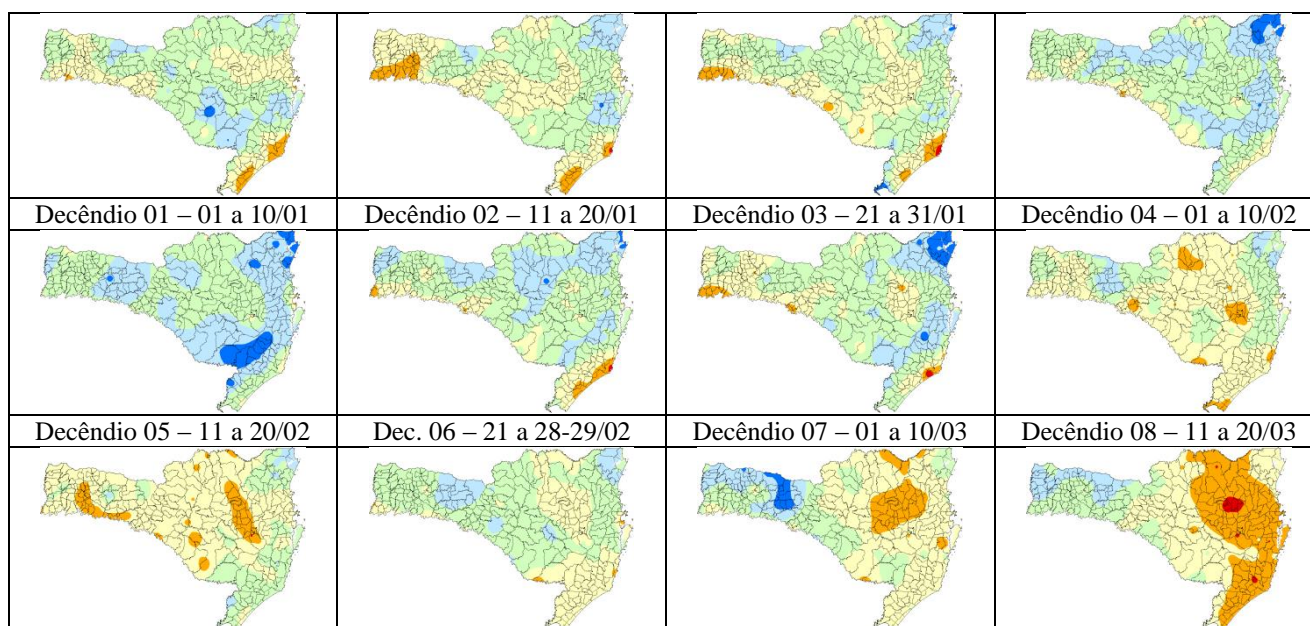 Decêndio 01 – 01 a 10/01
Decêndio 02 – 11 a 20/01
Decêndio 03 – 21 a 31/01
Decêndio 04 – 01 a 10/02
Decêndio 05 – 11 a 20/02
Dec. 06 – 21 a 28-29/02
Decêndio 07 – 01 a 10/03
Decêndio 08 – 11 a 20/03